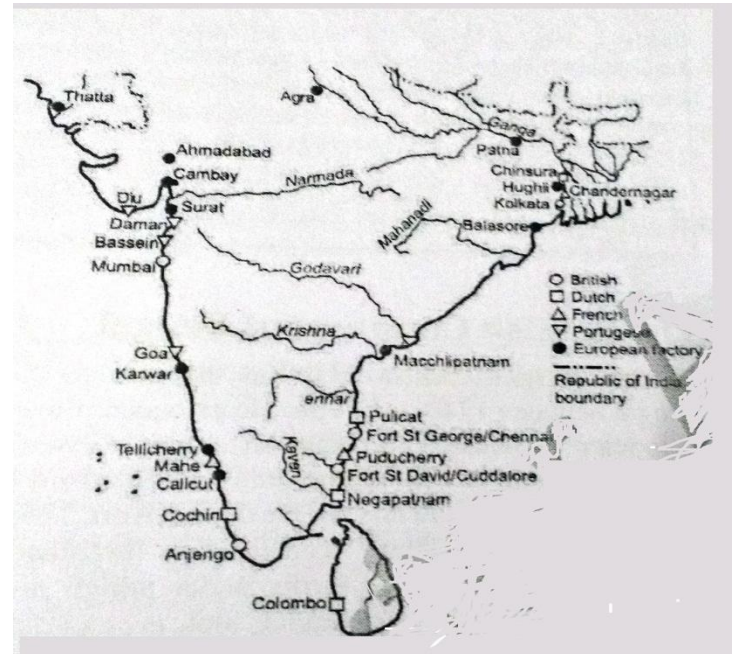 Thatta
Agra
Ganga
Patna
Ahmadabad
Cambay
Narmada
Chinsura
Hughli
Chandernagar
Kolkata
Diu
Surat
Daman
Mahanadi
Balasore
Bassein
Mumbai
Godavari
British
Dutch
French
Portugese
European factory
Republic of India
boundary
Krishna
Goa
Karwar
Macchlipatnam
ennar
Pulicat
Fort St George/Chennai
Kaveri
Tellicherry
Mahe
Puducherry
Calicut
Fort St David/Cuddalore
Negapatnam
Cochin
Anjengo
Colombo